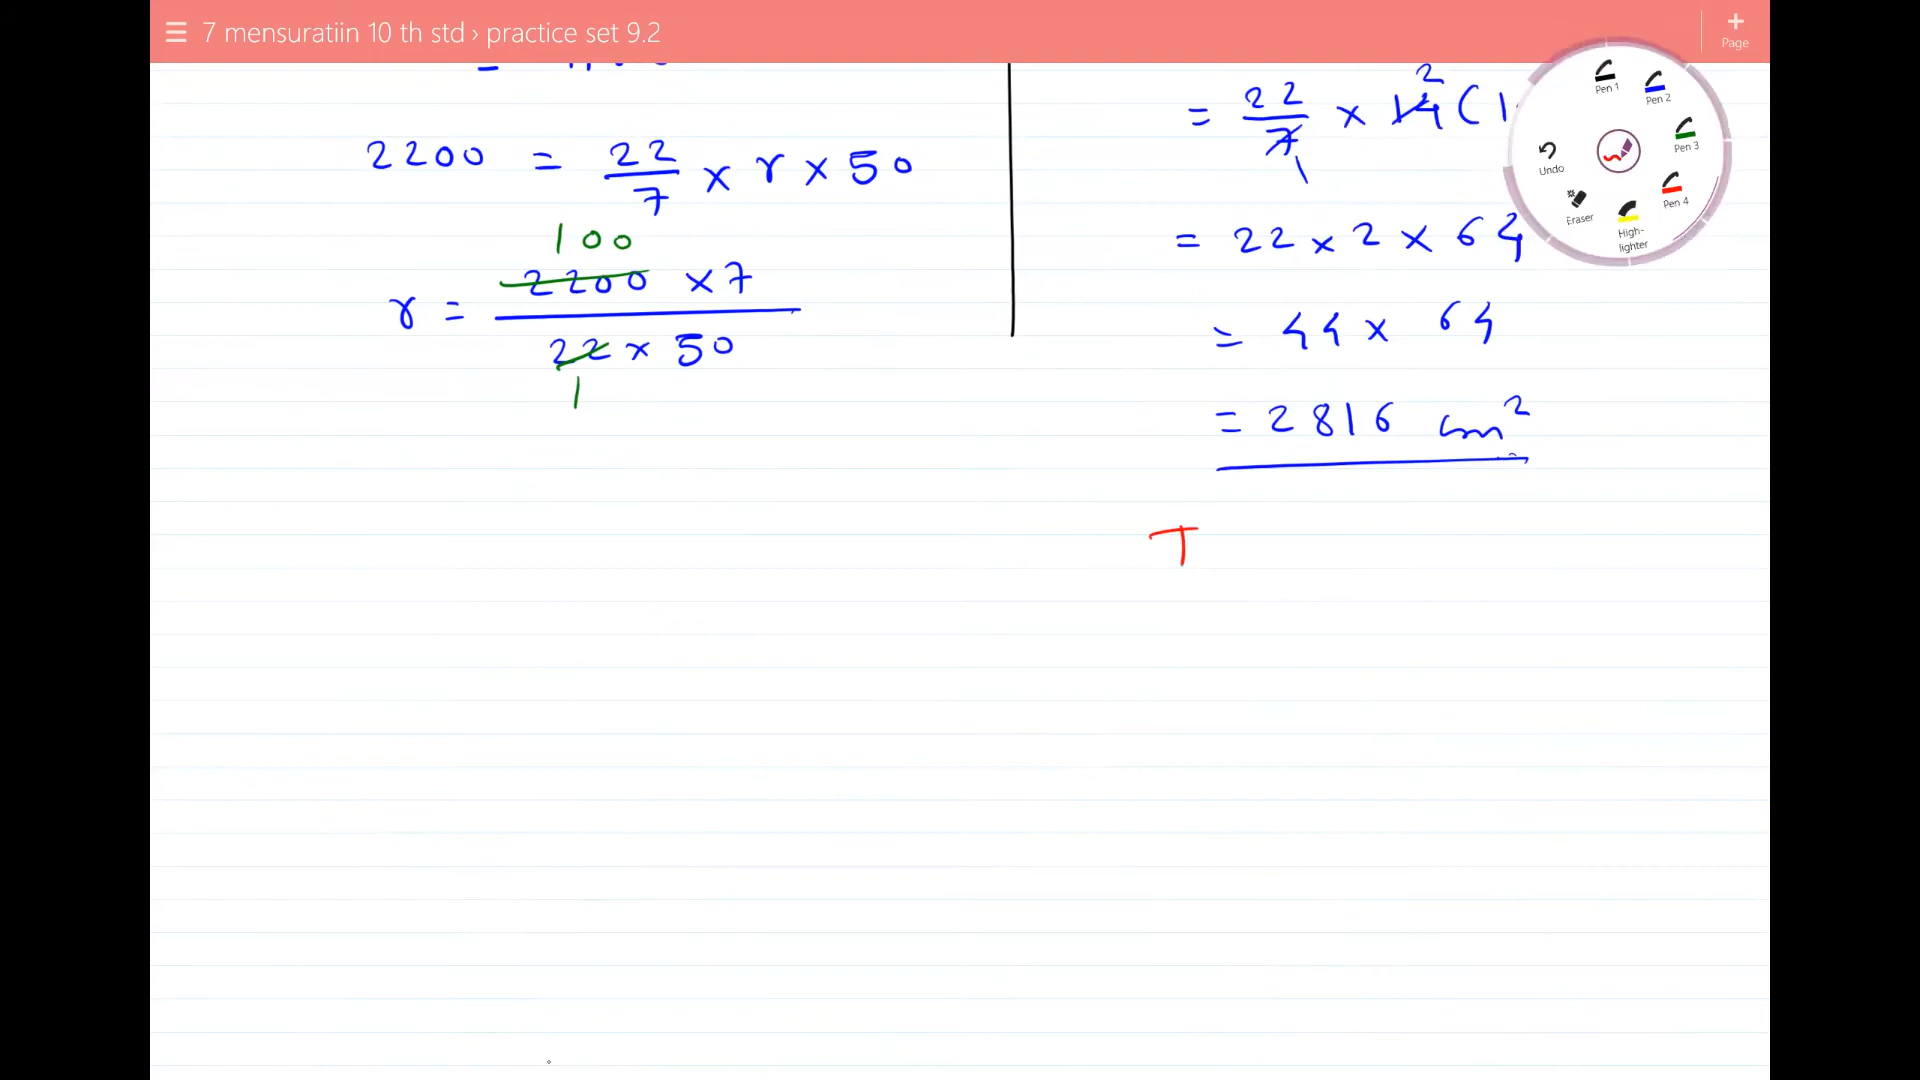 7 mensuratiin 10 th std › practice set 9.2
+
Page
2200 = 22/7 × r × 50
100
r = 2200 × 7 / 22 × 50
1
2
= 22/7 × 14 (1
1
= 22 × 2 × 64
= 44 × 64
= 2816 cm²
T
Pen 1
Pen 2
Pen 3
Pen 4
High-
lighter
Eraser
Undo